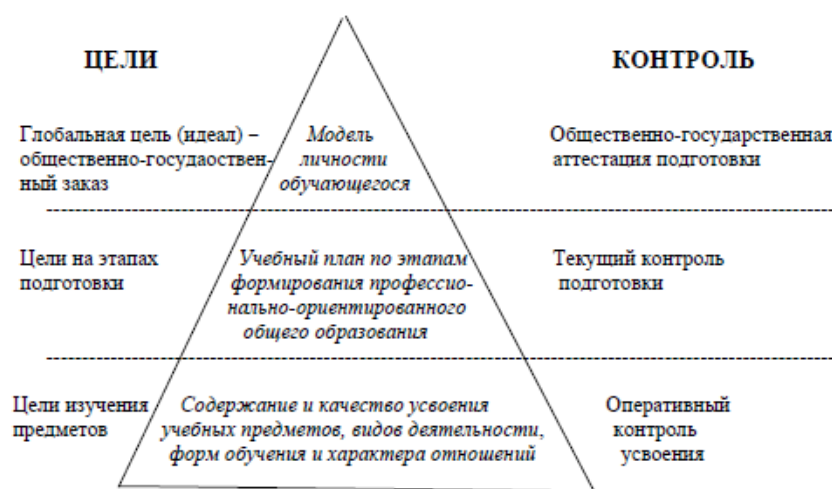 ЦЕЛИ
КОНТРОЛЬ
Глобальная цель (идеал) –
общественно-госудаоствен-
ный заказ
Модель
личности
обучающегося
Общественно-государственная
аттестация подготовки
Цели на этапах
подготовки
Учебный план по этапам
формирования профессио-
нально-ориентированного
общего образования
Текущий контроль
подготовки
Цели изучения
предметов
Содержание и качество усвоения
учебных предметов, видов деятельности,
форм обучения и характера отношений
Оперативный
контроль
усвоения